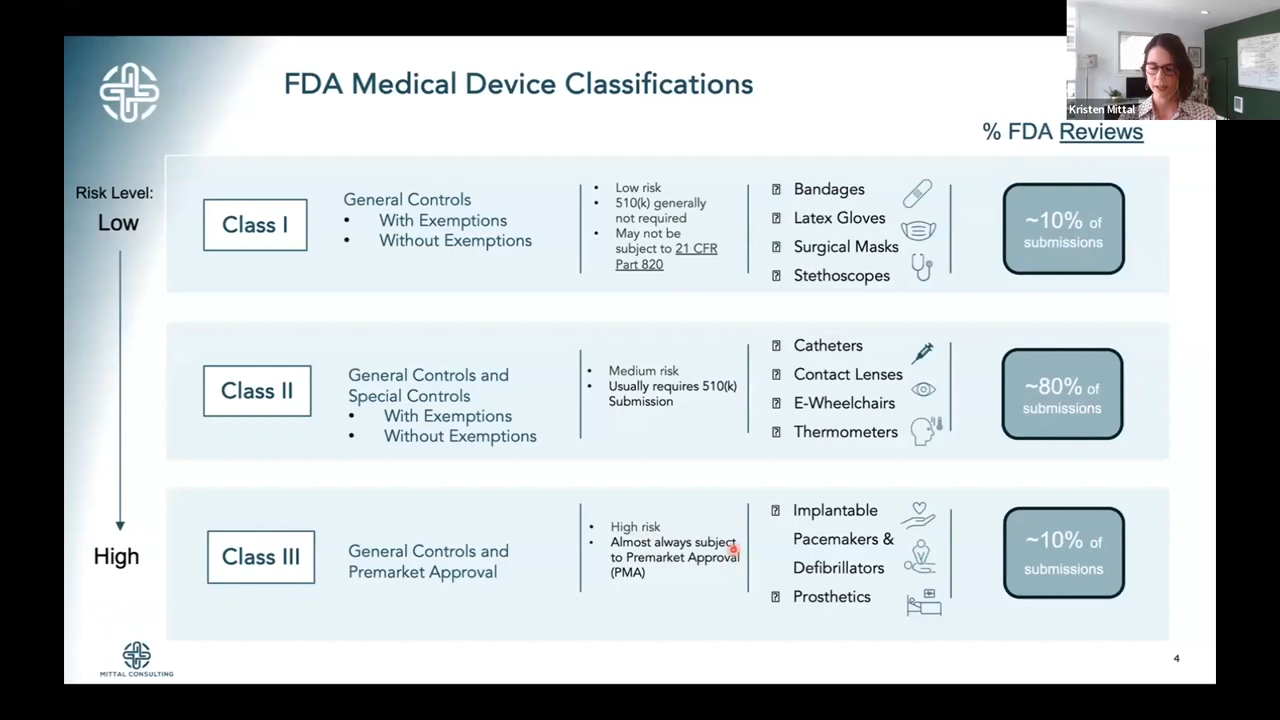 FDA Medical Device Classifications
Kristen Mittal
% FDA Reviews
Risk Level:
Low
High
Class I
General Controls
• With Exemptions
• Without Exemptions
• Low risk
• 510(k) generally
not required
• May not be
subject to 21 CFR
Part 820
Bandages
Latex Gloves
Surgical Masks
Stethoscopes
~10% of
submissions
Class II
General Controls and
Special Controls
• With Exemptions
• Without Exemptions
• Medium risk
• Usually requires 510(k)
Submission
Catheters
Contact Lenses
E-Wheelchairs
Thermometers
~80% of
submissions
Class III
General Controls and
Premarket Approval
• High risk
• Almost always subject
to Premarket Approval
(PMA)
Implantable
Pacemakers &
Defibrillators
Prosthetics
~10% of
submissions
MITTAL CONSULTING
4